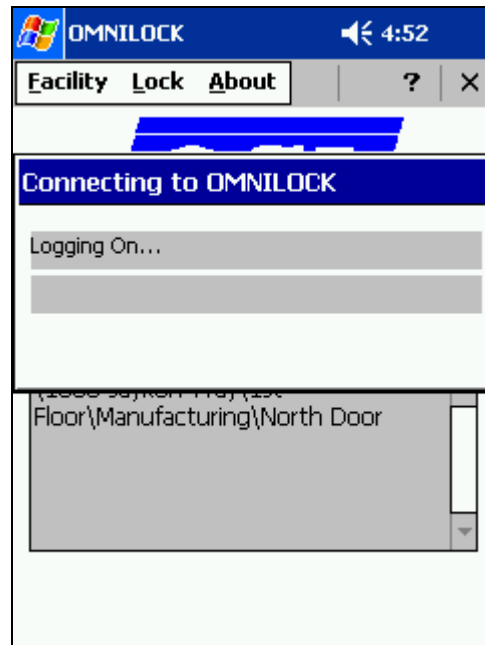 OMNILOCK 4:52
Facility Lock About ? X
Connecting to OMNILOCK
Logging On...
Floor\Manufacturing\North Door